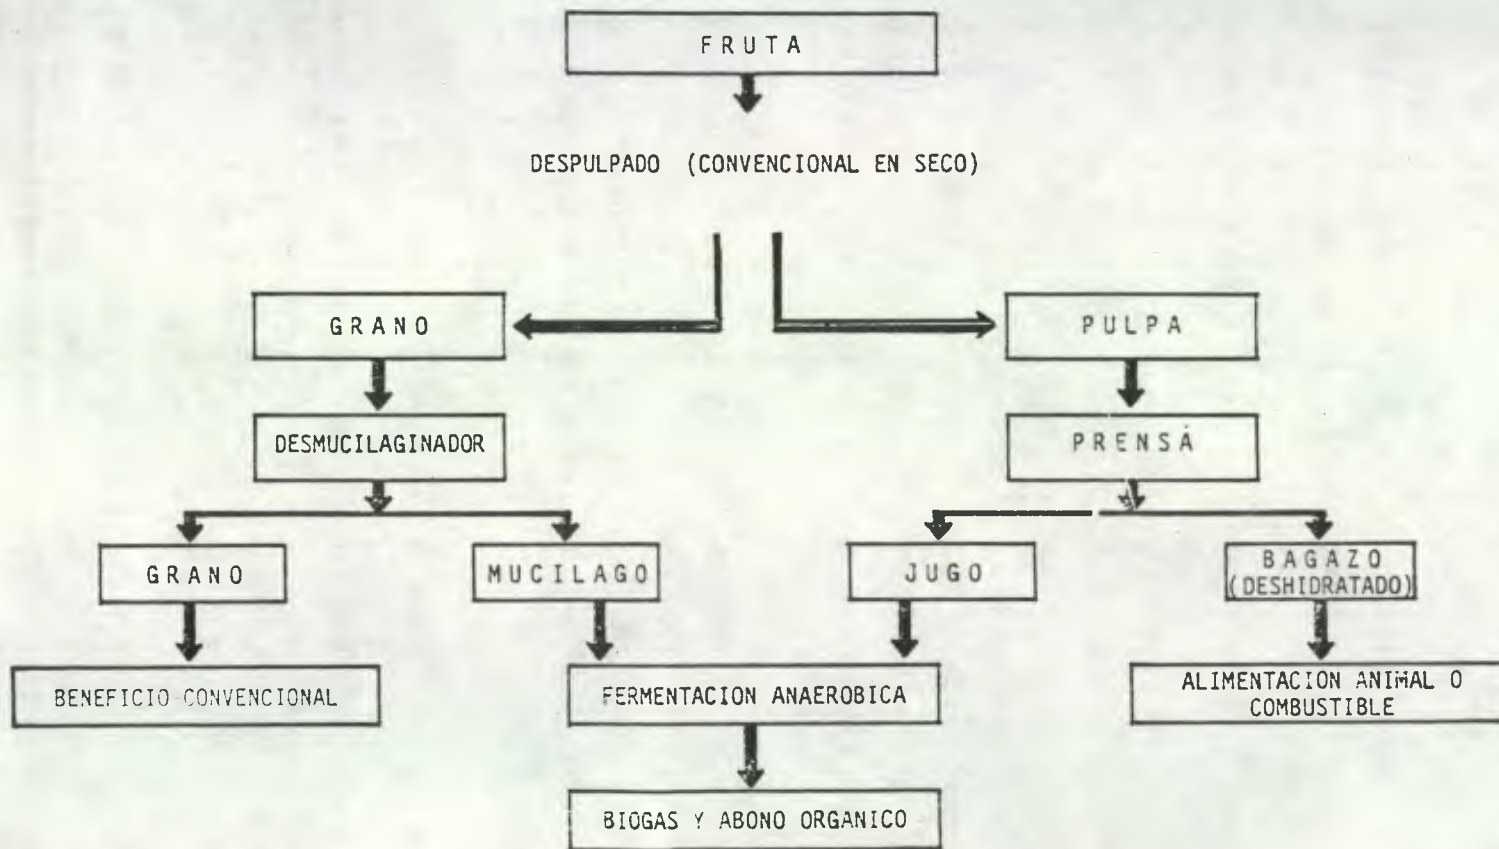 FRUTA
DESPULPADO (CONVENCIONAL EN SECO)
GRANO
PULPA
DESMUCILAGINADOR
PRENSA
GRANO
MUCILAGO
JUGO
BAGAZO
(DESHIDRATADO)
BENEFICIO CONVENCIONAL
FERMENTACION ANAEROBICA
ALIMENTACION ANIMAL O
COMBUSTIBLE
BIOGAS Y ABONO ORGANICO